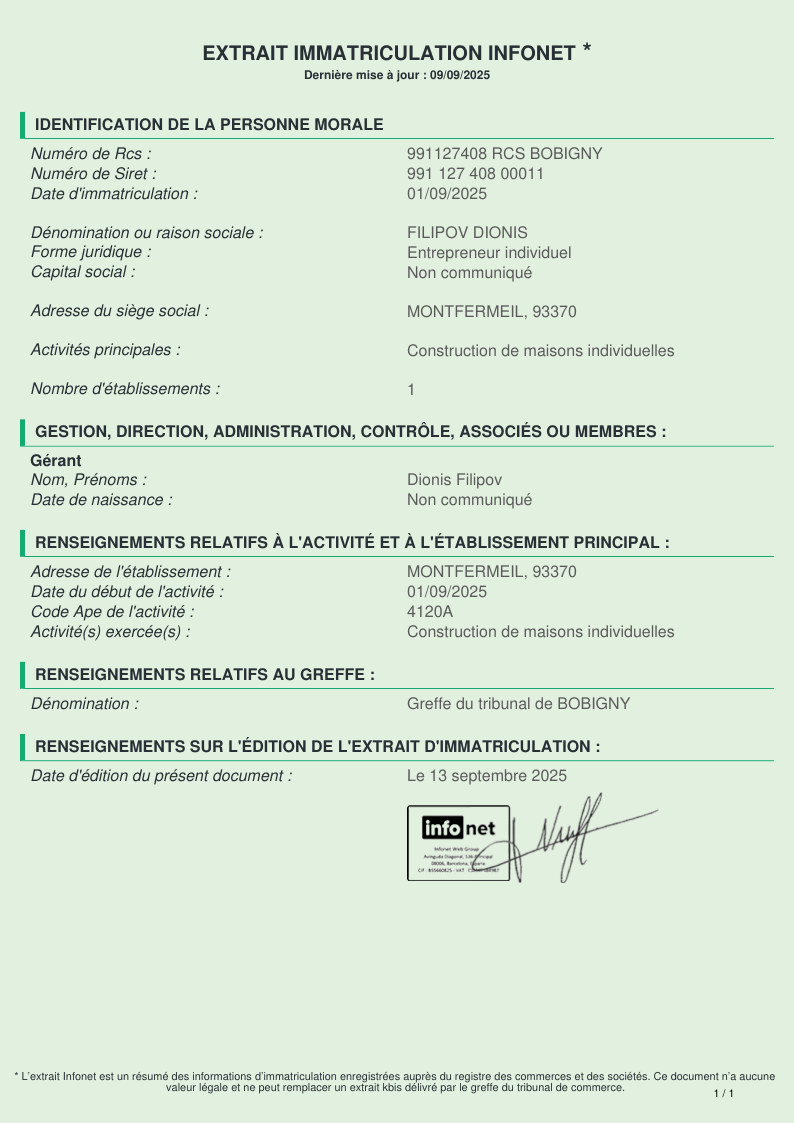 EXTRAIT IMMATRICULATION INFONET *
Dernière mise à jour : 09/09/2025
IDENTIFICATION DE LA PERSONNE MORALE
Numéro de Rcs : 991127408 RCS BOBIGNY
Numéro de Siret : 991 127 408 00011
Date d'immatriculation : 01/09/2025
Dénomination ou raison sociale : FILIPOV DIONIS
Forme juridique : Entrepreneur individuel
Capital social : Non communiqué
Adresse du siège social : MONTFERMEIL, 93370
Activités principales : Construction de maisons individuelles
Nombre d'établissements : 1
GESTION, DIRECTION, ADMINISTRATION, CONTRÔLE, ASSOCIÉS OU MEMBRES :
Gérant
Nom, Prénoms : Dionis Filipov
Date de naissance : Non communiqué
RENSEIGNEMENTS RELATIFS À L'ACTIVITÉ ET À L'ÉTABLISSEMENT PRINCIPAL :
Adresse de l'établissement : MONTFERMEIL, 93370
Date du début de l'activité : 01/09/2025
Code Ape de l'activité : 4120A
Activité(s) exercée(s) : Construction de maisons individuelles
RENSEIGNEMENTS RELATIFS AU GREFFE :
Dénomination : Greffe du tribunal de BOBIGNY
RENSEIGNEMENTS SUR L'ÉDITION DE L'EXTRAIT D'IMMATRICULATION :
Date d'édition du présent document : Le 13 septembre 2025
infonet
Infonet Web Group
Avinguda Diagonal, 534 Principal
08006, Barcelona, Espana
* L'extrait Infonet est un résumé des informations d'immatriculation enregistrées auprès du registre des commerces et des sociétés. Ce document n'a aucune
valeur légale et ne peut remplacer un extrait kbis délivré par le greffe du tribunal de commerce.
1 / 1